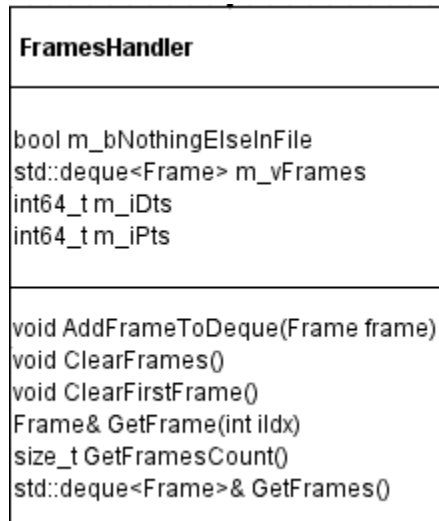 FramesHandler
bool m_bNothingElseInFile
std::deque<Frame> m_vFrames
int64_t m_iDts
int64_t m_iPts
void AddFrameToDeque(Frame frame)
void ClearFrames()
void ClearFirstFrame()
Frame& GetFrame(int iIdx)
size_t GetFramesCount()
std::deque<Frame>& GetFrames()